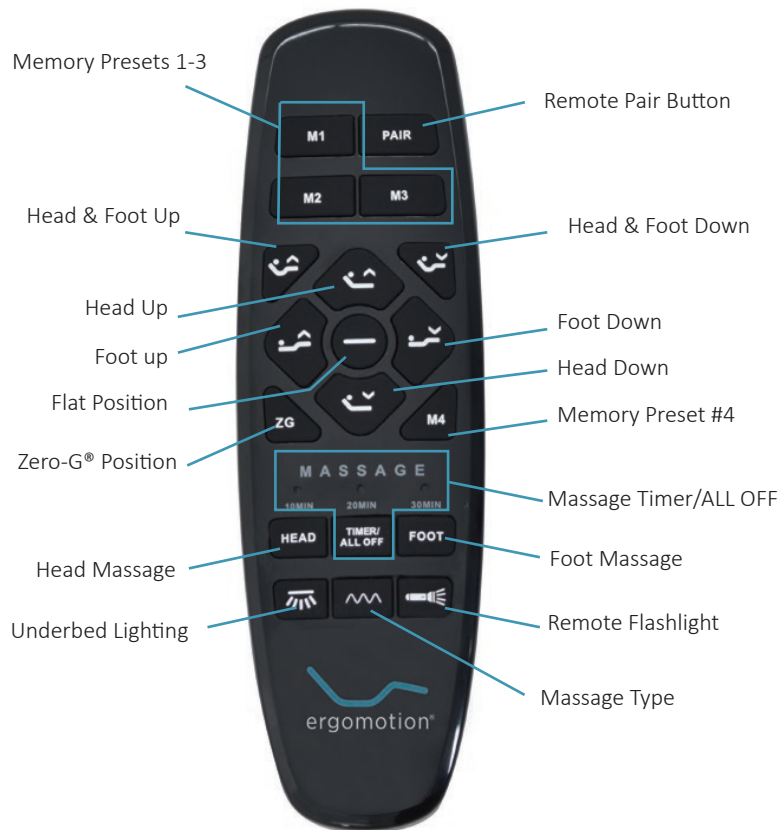 Memory Presets 1-3
Remote Pair Button
M1
PAIR
M2
M3
Head & Foot Up
Head & Foot Down
Head Up
Foot Down
Foot up
Head Down
Flat Position
ZG
M4
Memory Preset #4
Zero-G® Position
MASSAGE
10MIN
20MIN
30MIN
Massage Timer/ALL OFF
HEAD
TIMER/
ALL OFF
FOOT
Head Massage
Foot Massage
Underbed Lighting
Remote Flashlight
Massage Type
ergomotion®